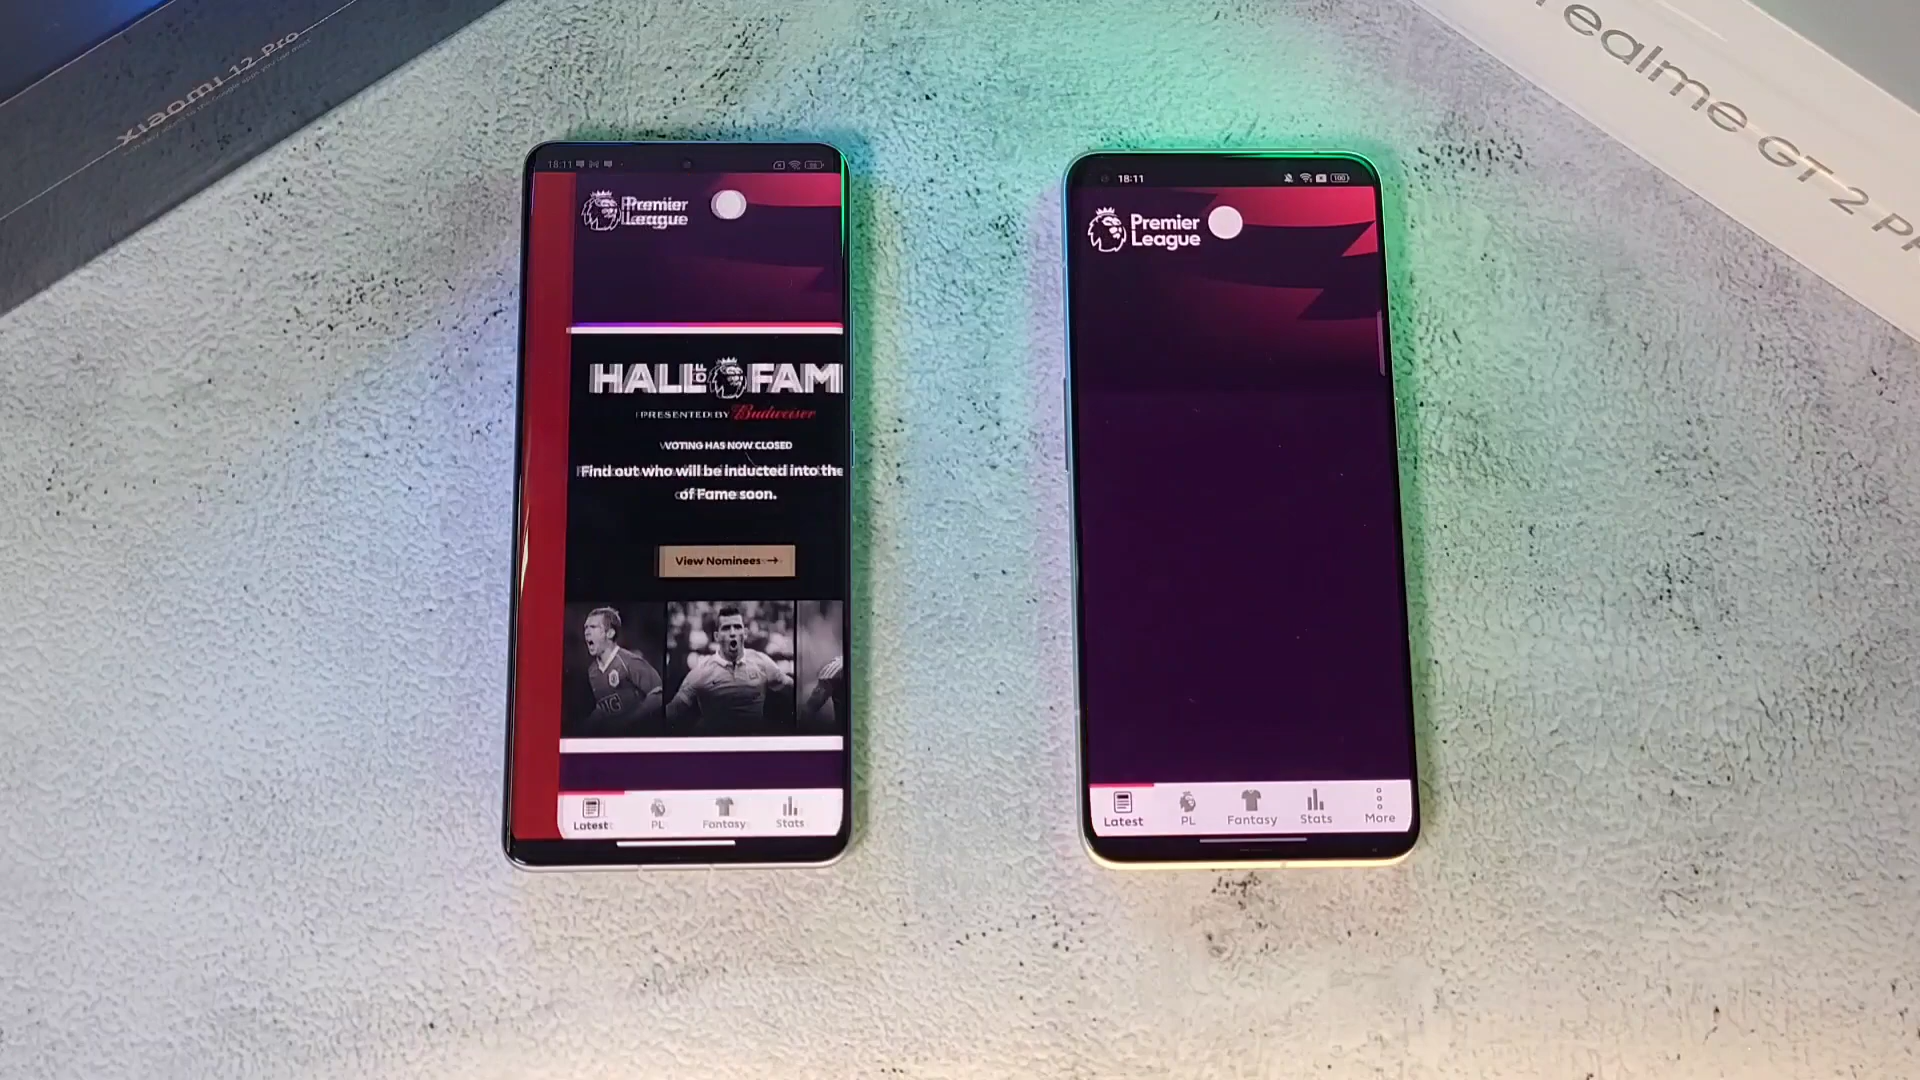 xiaomi 12 Pro
realme GT 2 Pr
18:11
Premier
League
HALL OF FAM
PRESENTED BY Budweiser
VOTING HAS NOW CLOSED
Find out who will be inducted into the
of Fame soon.
View Nominees →
Latest
PL
Fantasy
Stats
18:11
100
Premier
League
Latest
PL
Fantasy
Stats
More